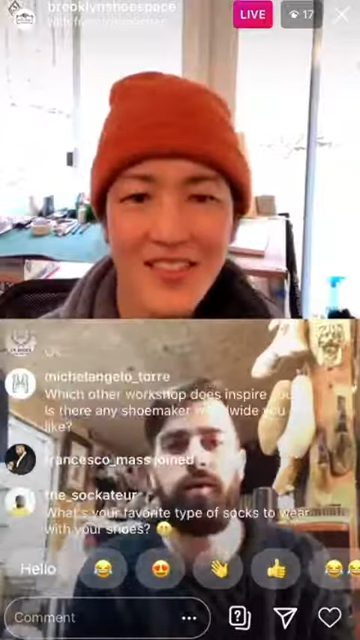 brooklynshoespace
LIVE
17
michelangelo_torre
Which other workshop does inspire you
Is there any shoemaker worldwide you
like?
francesco_mass joined
the_sockateur
What's your favorite type of socks to wear
with your shoes? 😬
Hello
Comment